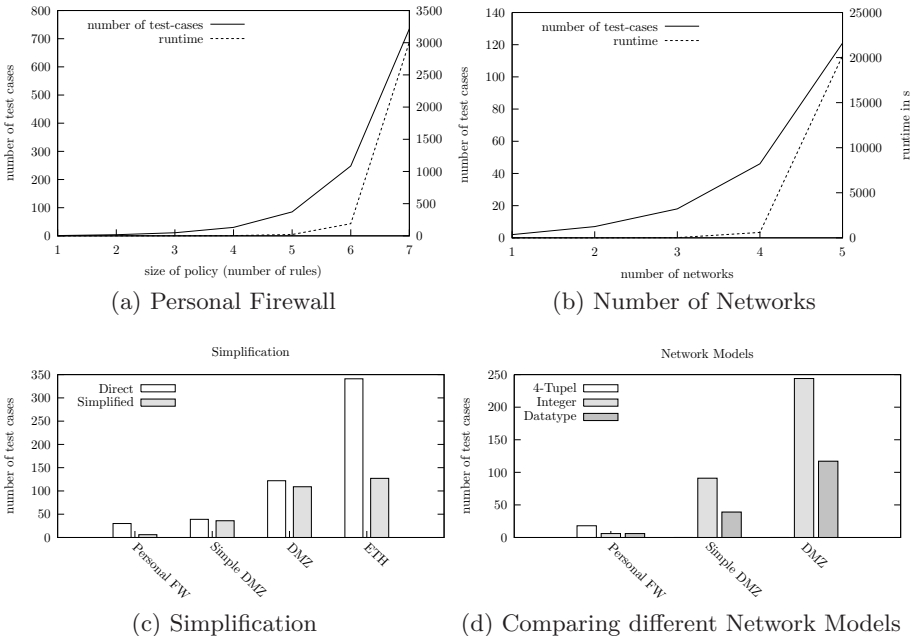 800
700
600
500
400
300
200
100
0
number of test cases
number of test-cases
runtime
3500
3000
2500
2000
1500
1000
500
0
1 2 3 4 5 6 7
size of policy (number of rules)
(a) Personal Firewall
140
120
100
80
60
40
20
0
number of test cases
number of test-cases
runtime
25000
20000
15000
10000
5000
0
runtime in s
1 2 3 4 5
number of networks
(b) Number of Networks
Simplification
350
300
250
200
150
100
50
0
number of test cases
Direct
Simplified
Personal FW
Simple DMZ
DMZ
ETH
(c) Simplification
Network Models
250
200
150
100
50
0
number of test cases
4-Tupel
Integer
Datatype
Personal FW
Simple DMZ
DMZ
(d) Comparing different Network Models